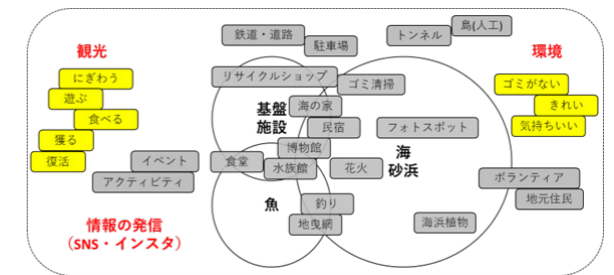 鉄道・道路
駐車場
トンネル
島(人工)
観光
環境
にぎわう
遊ぶ
食べる
獲る
復活
リサイクルショップ
ゴミ清掃
ゴミがない
きれい
気持ちいい
基盤
施設
海の家
民宿
フォトスポット
博物館
海
砂浜
イベント
アクティビティ
食堂
水族館
花火
ボランティア
地元住民
魚
釣り
地曳網
海浜植物
情報の発信
(SNS・インスタ)